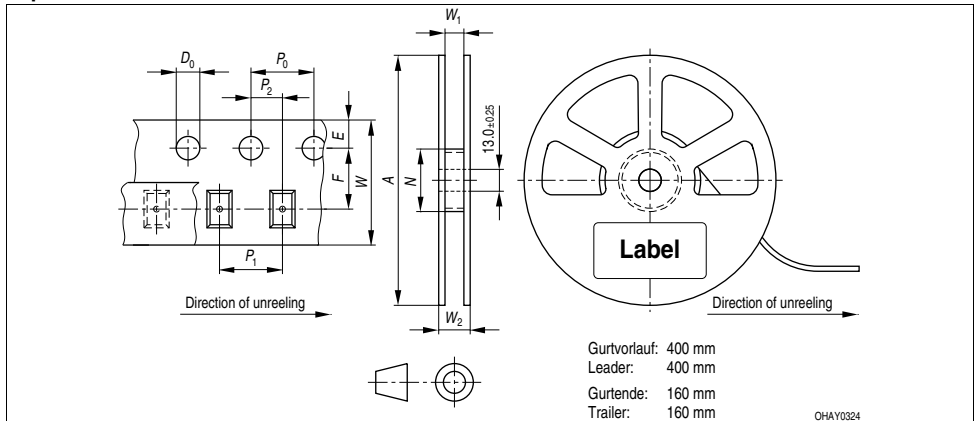 W₁
D₀
P₀
P₂
E
F
W
A
N
13.0±0.25
P₁
W₂
Label
Direction of unreeling
Direction of unreeling
Gurtvorlauf: 400 mm
Leader: 400 mm
Gurtende: 160 mm
Trailer: 160 mm
OHAY0324